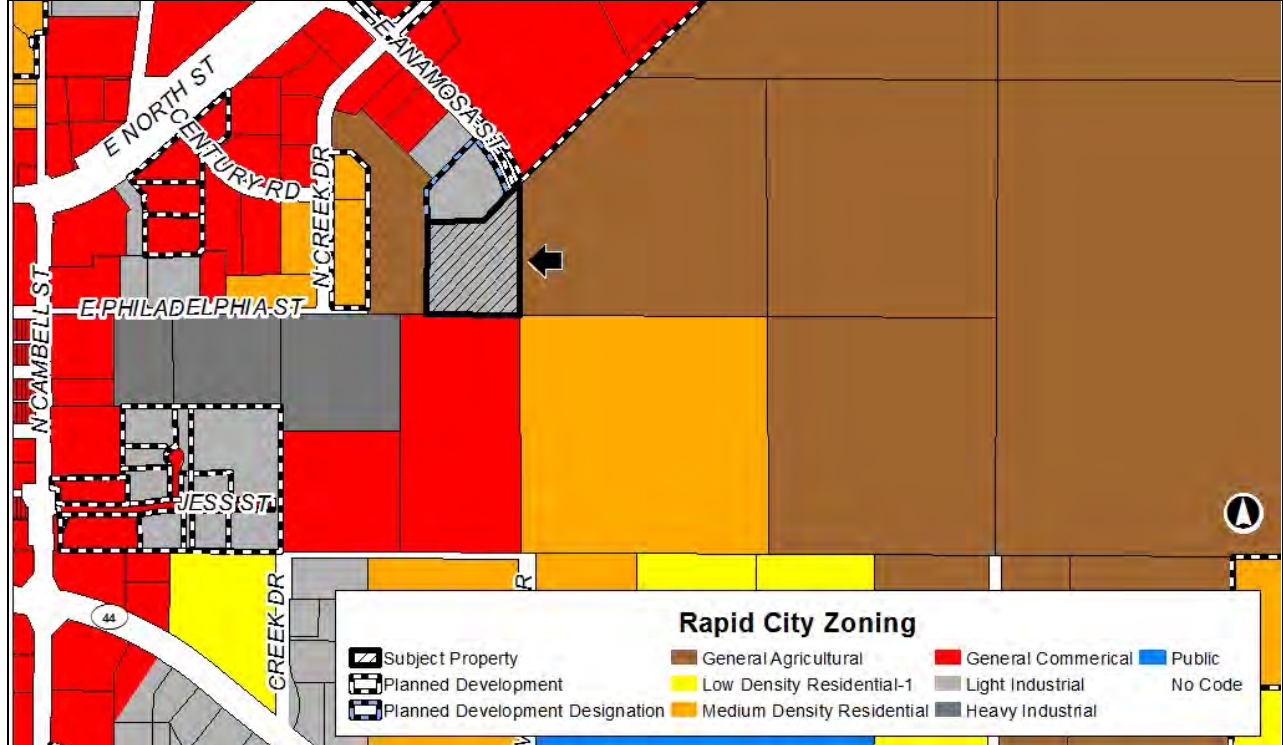 E ANAMOSA ST
E NORTH ST
CENTURY RD
N CREEK DR
N CAMBELL ST
E PHILADELPHIA ST
JESS ST
44
CREEK DR
R
V
Rapid City Zoning
Subject Property
Planned Development
Planned Development Designation
General Agricultural
Low Density Residential-1
Medium Density Residential
General Commerical
Light Industrial
Heavy Industrial
Public
No Code